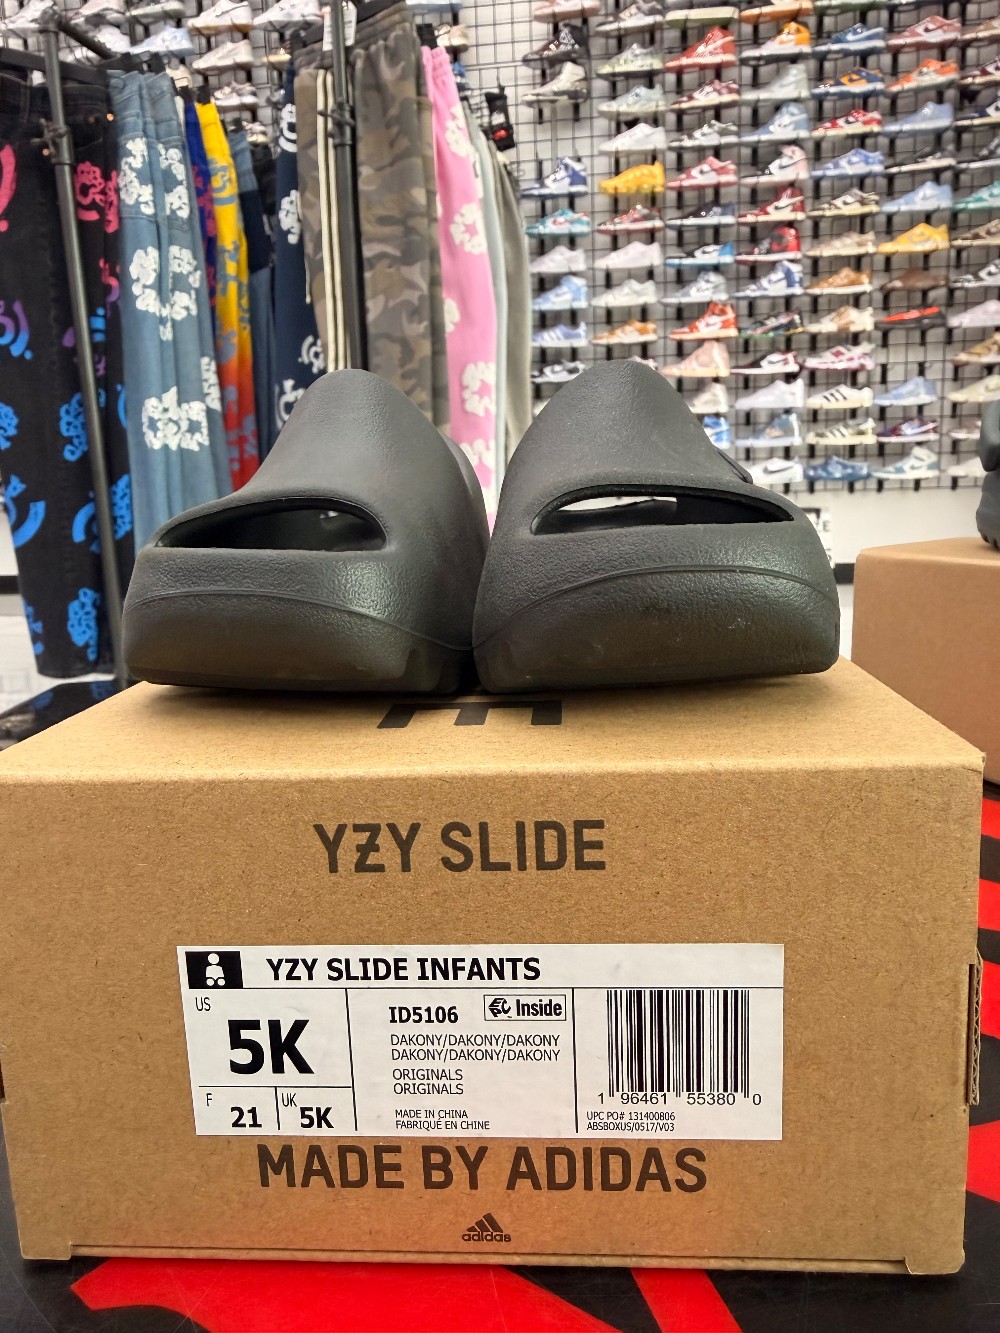 YZY SLIDE
YZY SLIDE INFANTS
US
5K
F
21
UK
5K
ID5106
EC Inside
DAKONY/DAKONY/DAKONY
DAKONY/DAKONY/DAKONY
ORIGINALS
ORIGINALS
MADE IN CHINA
FABRIQUÉ EN CHINE
1 96461 55380 0
UPC PO# 131400806
ABSBOXUS/0517/V03
MADE BY ADIDAS
adidas